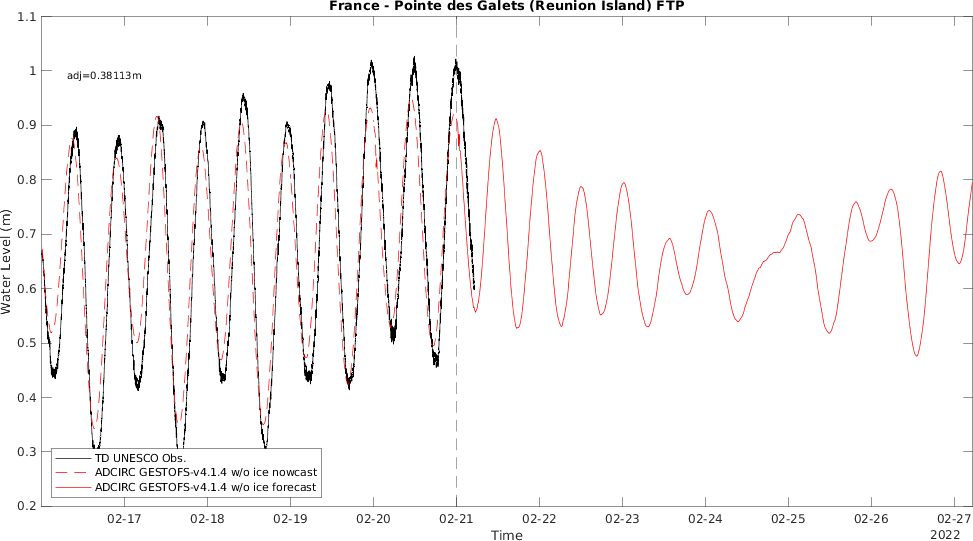 France - Pointe des Galets (Reunion Island) FTP
1.1
1
0.9
0.8
0.7
0.6
0.5
0.4
0.3
0.2
Water Level (m)
adj=0.38113m
TD UNESCO Obs.
ADCIRC GESTOFS-v4.1.4 w/o ice nowcast
ADCIRC GESTOFS-v4.1.4 w/o ice forecast
02-17 02-18 02-19 02-20 02-21 02-22 02-23 02-24 02-25 02-26 02-27
Time
2022